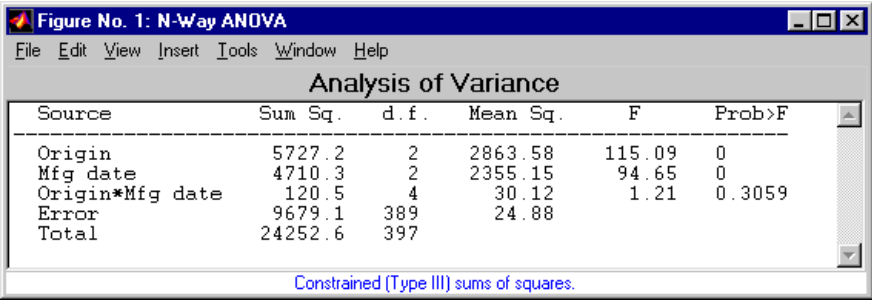 Figure No. 1: N-Way ANOVA
File Edit View Insert Tools Window Help
Analysis of Variance
Source Sum Sq. d.f. Mean Sq. F Prob>F
Origin 5727.2 2 2863.58 115.09 0
Mfg date 4710.3 2 2355.15 94.65 0
Origin*Mfg date 120.5 4 30.12 1.21 0.3059
Error 9679.1 389 24.88
Total 24252.6 397
Constrained (Type III) sums of squares.